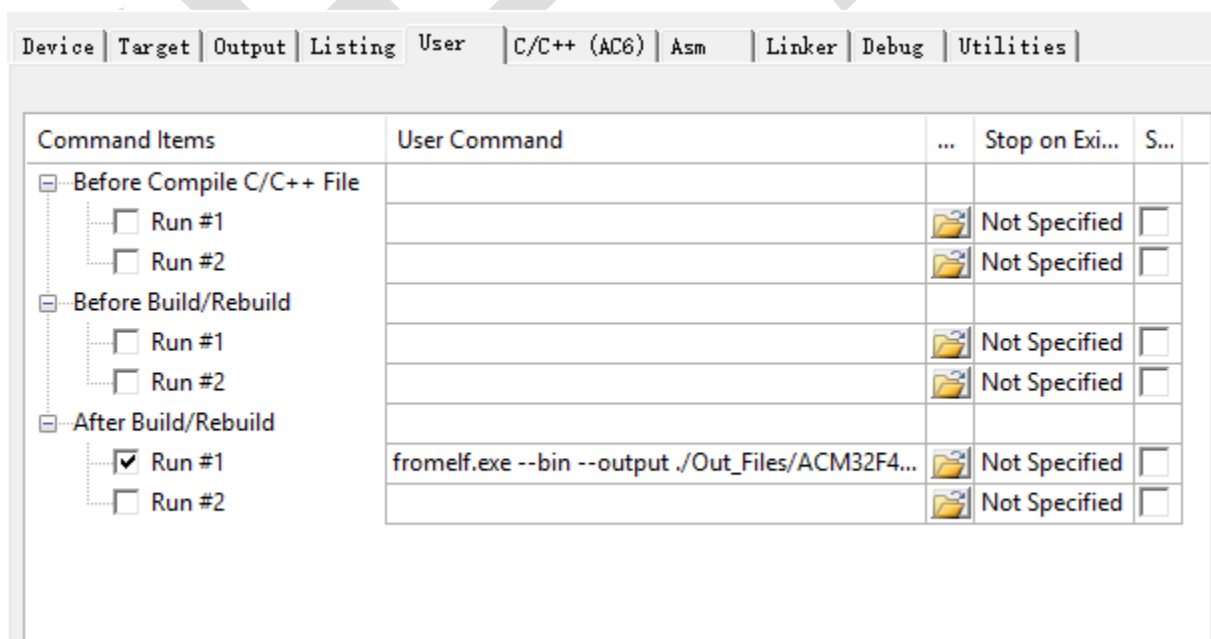 Device Target Output Listing User C/C++ (AC6) Asm Linker Debug Utilities
Command Items User Command ... Stop on Exi... S...
Before Compile C/C++ File
Run #1 Not Specified
Run #2 Not Specified
Before Build/Rebuild
Run #1 Not Specified
Run #2 Not Specified
After Build/Rebuild
Run #1 fromelf.exe --bin --output ./Out_Files/ACM32F4... Not Specified
Run #2 Not Specified